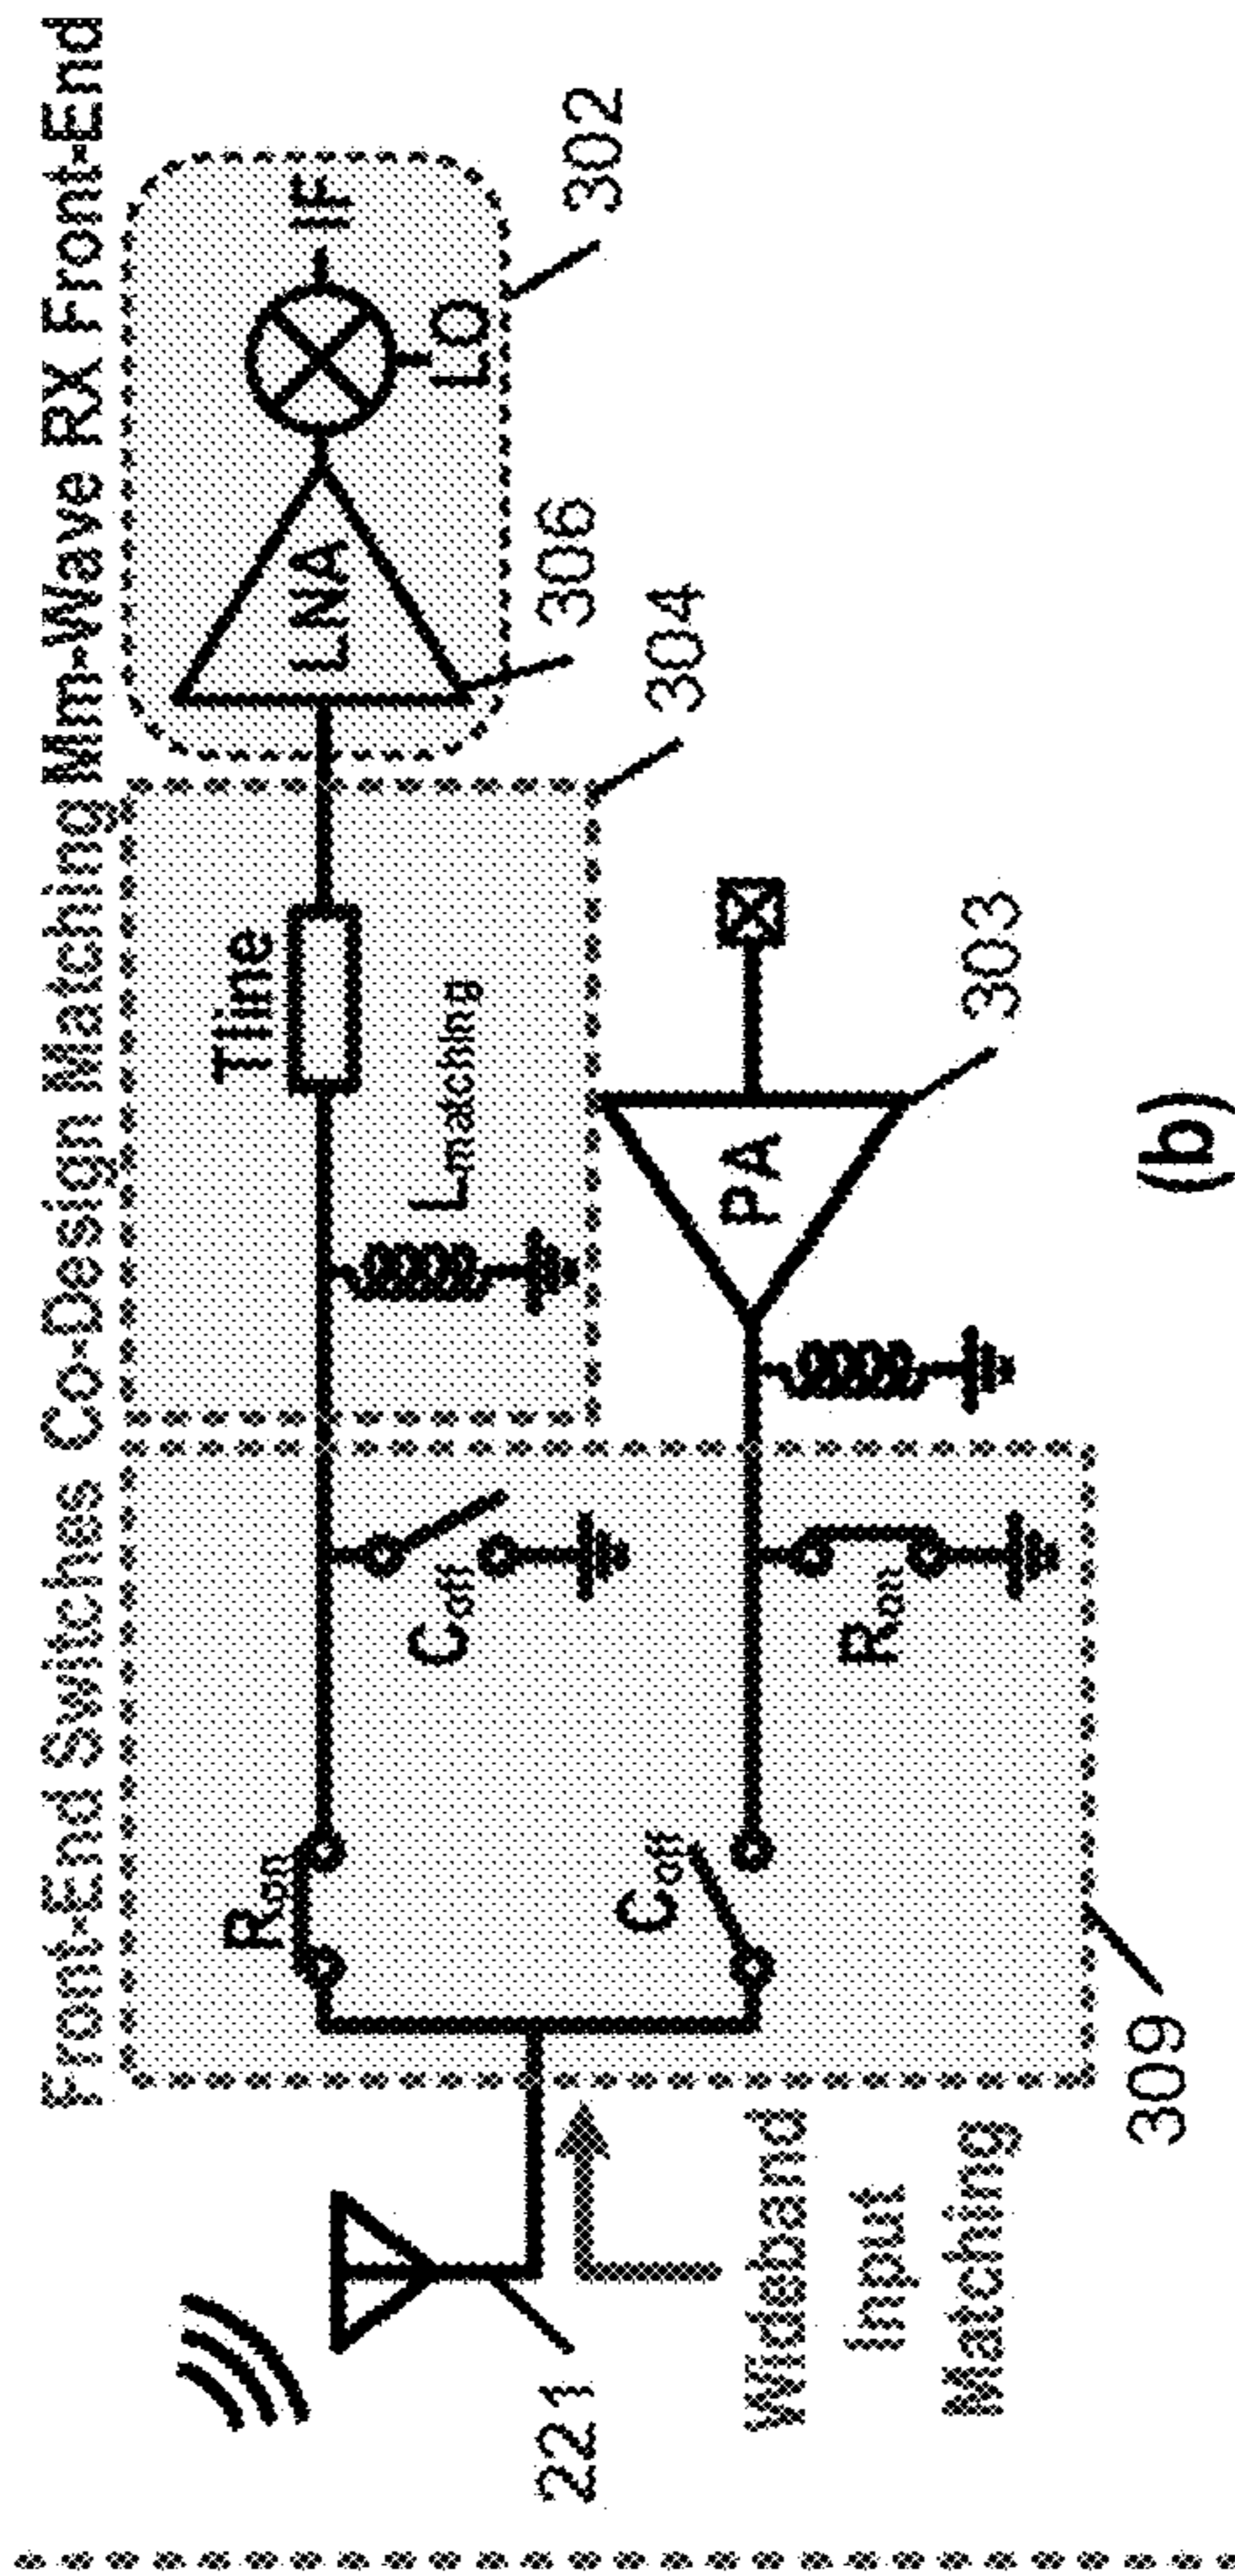 Front-End Switches Co-Design Matching Mm-Wave RX Front-End
Ron
Tline
LNA
IF
LO
Coff
Lmatching
302
306
304
Coff
Ron
PA
303
221
Wideband
Input
Matching
309
(b)